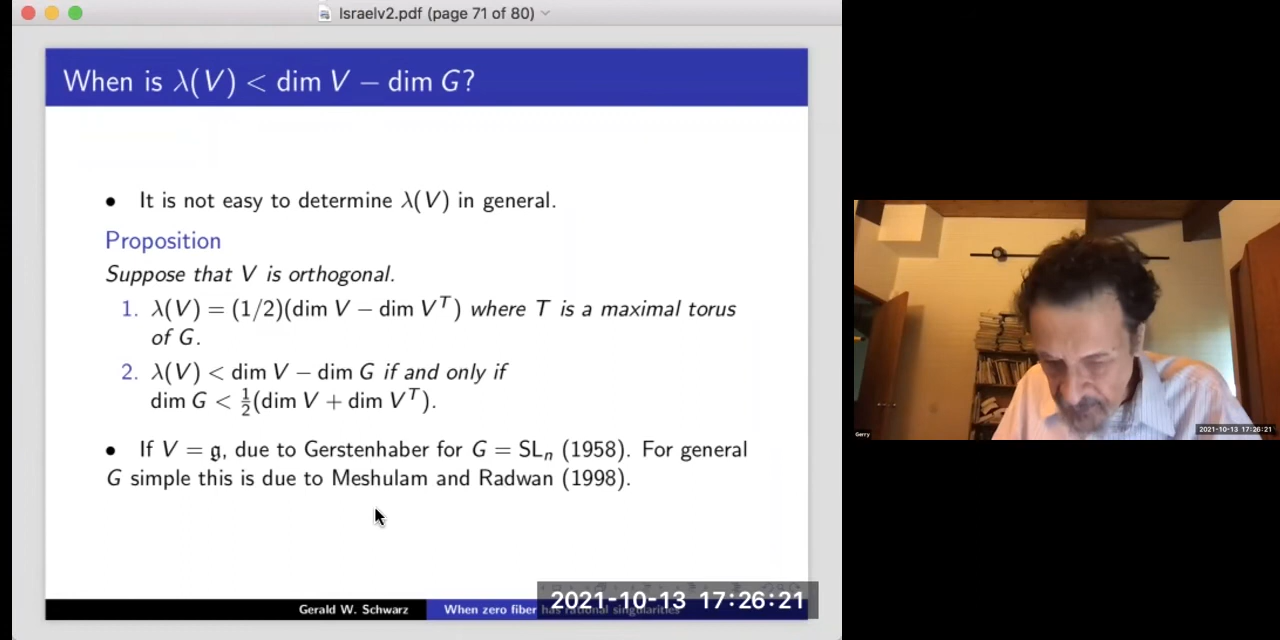 Israelv2.pdf (page 71 of 80)
When is λ(V) < dim V − dim G?
• It is not easy to determine λ(V) in general.
Proposition
Suppose that V is orthogonal.
1. λ(V) = (1/2)(dim V − dim V^T) where T is a maximal torus
of G.
2. λ(V) < dim V − dim G if and only if
dim G < ½(dim V + dim V^T).
• If V = 𝔤, due to Gerstenhaber for G = SL_n (1958). For general
G simple this is due to Meshulam and Radwan (1998).
Gerald W. Schwarz
When zero fiber has rational singularities
2021-10-13 17:26:21
Gerry
2021-10-13 17:26:21